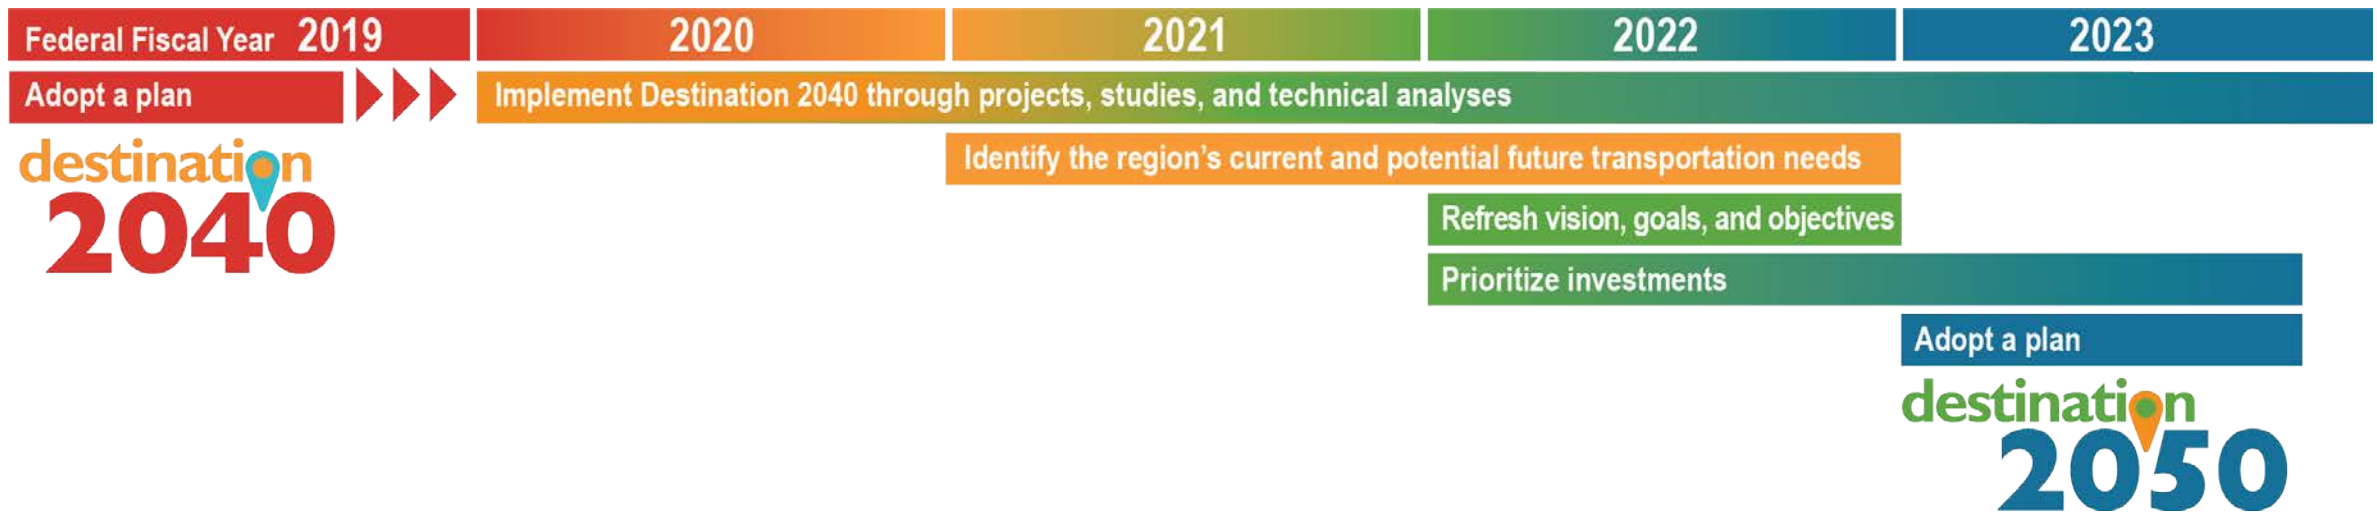 Federal Fiscal Year 2019 2020 2021 2022 2023
Adopt a plan
Implement Destination 2040 through projects, studies, and technical analyses
destination
2040
Identify the region's current and potential future transportation needs
Refresh vision, goals, and objectives
Prioritize investments
Adopt a plan
destination
2050